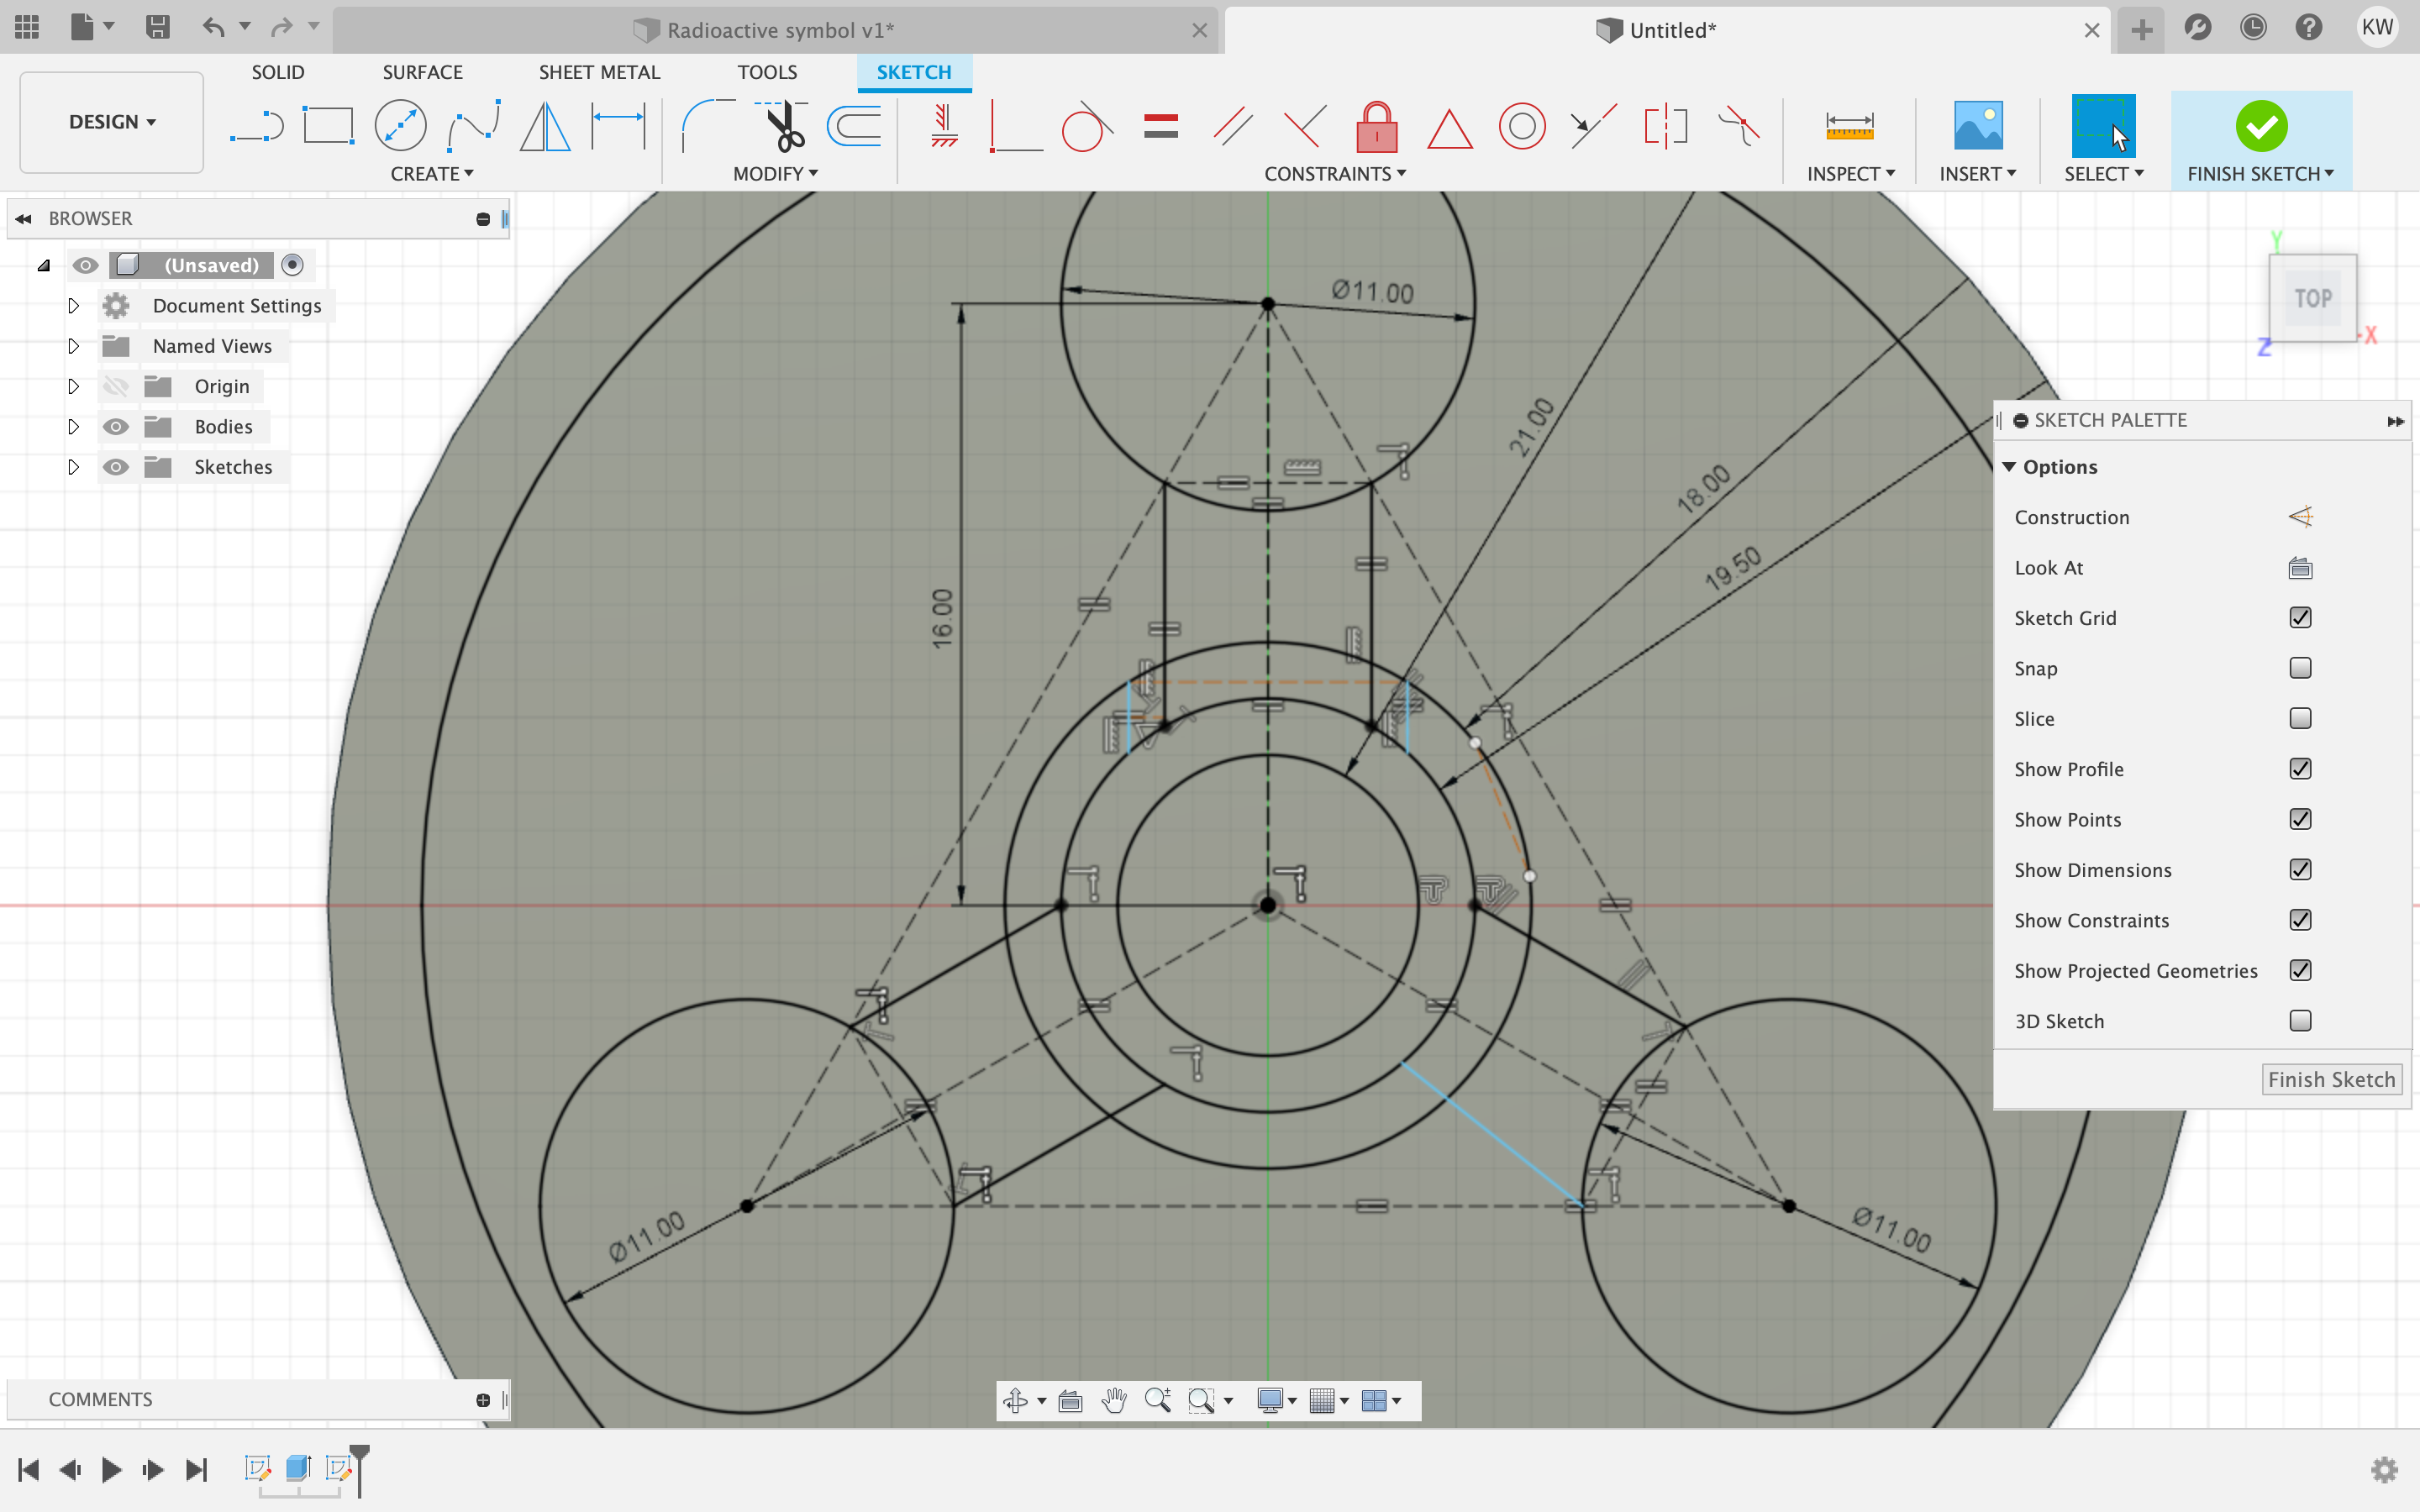 Radioactive symbol v1*
Untitled*
KW
DESIGN
SOLID
SURFACE
SHEET METAL
TOOLS
SKETCH
CREATE
MODIFY
CONSTRAINTS
INSPECT
INSERT
SELECT
FINISH SKETCH
BROWSER
(Unsaved)
Document Settings
Named Views
Origin
Bodies
Sketches
Ø11.00
21.00
18.00
19.50
16.00
Ø11.00
Ø11.00
Y
TOP
X
Z
SKETCH PALETTE
Options
Construction
Look At
Sketch Grid
Snap
Slice
Show Profile
Show Points
Show Dimensions
Show Constraints
Show Projected Geometries
3D Sketch
Finish Sketch
COMMENTS